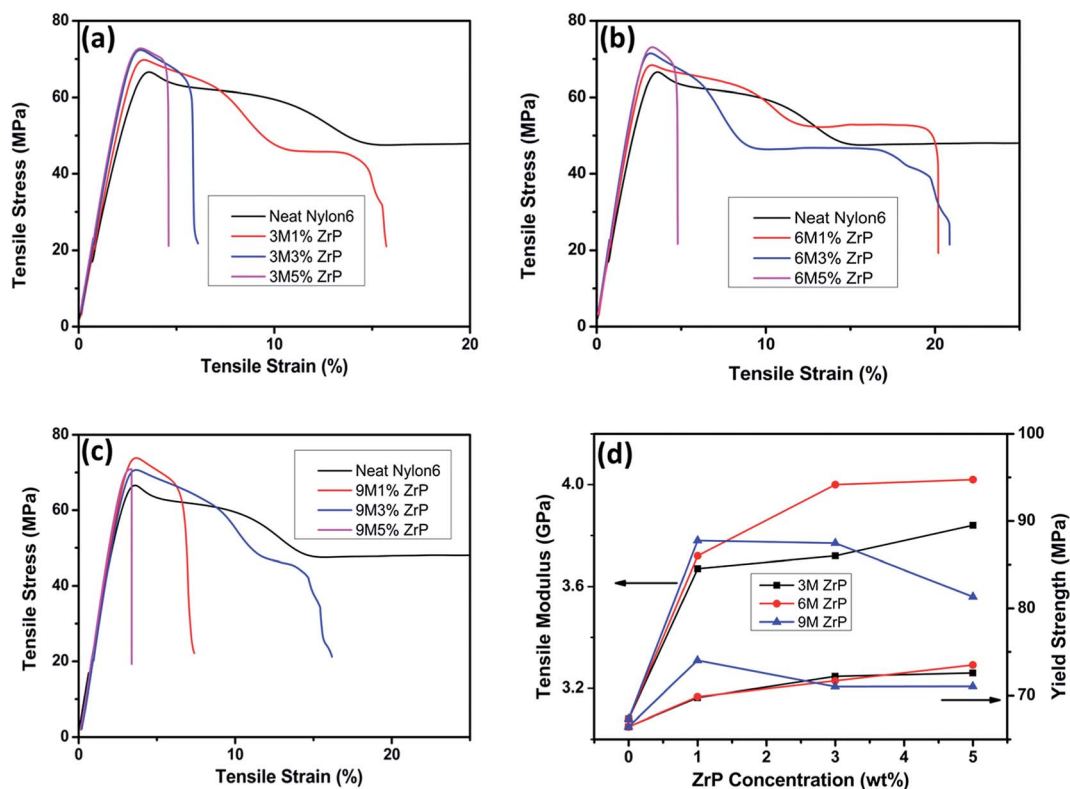 (a)
80
60
40
20
0
Tensile Stress (MPa)
Neat Nylon6
3M1% ZrP
3M3% ZrP
3M5% ZrP
0 5 10 15 20
Tensile Strain (%)
(b)
80
60
40
20
0
Tensile Stress (MPa)
Neat Nylon6
6M1% ZrP
6M3% ZrP
6M5% ZrP
0 10 20
Tensile Strain (%)
(c)
80
60
40
20
0
Tensile Stress (MPa)
Neat Nylon6
9M1% ZrP
9M3% ZrP
9M5% ZrP
0 10 20
Tensile Strain (%)
(d)
4.0
3.6
3.2
Tensile Modulus (GPa)
3M ZrP
6M ZrP
9M ZrP
100
90
80
70
Yield Strength (MPa)
0 1 2 3 4 5
ZrP Concentration (wt%)